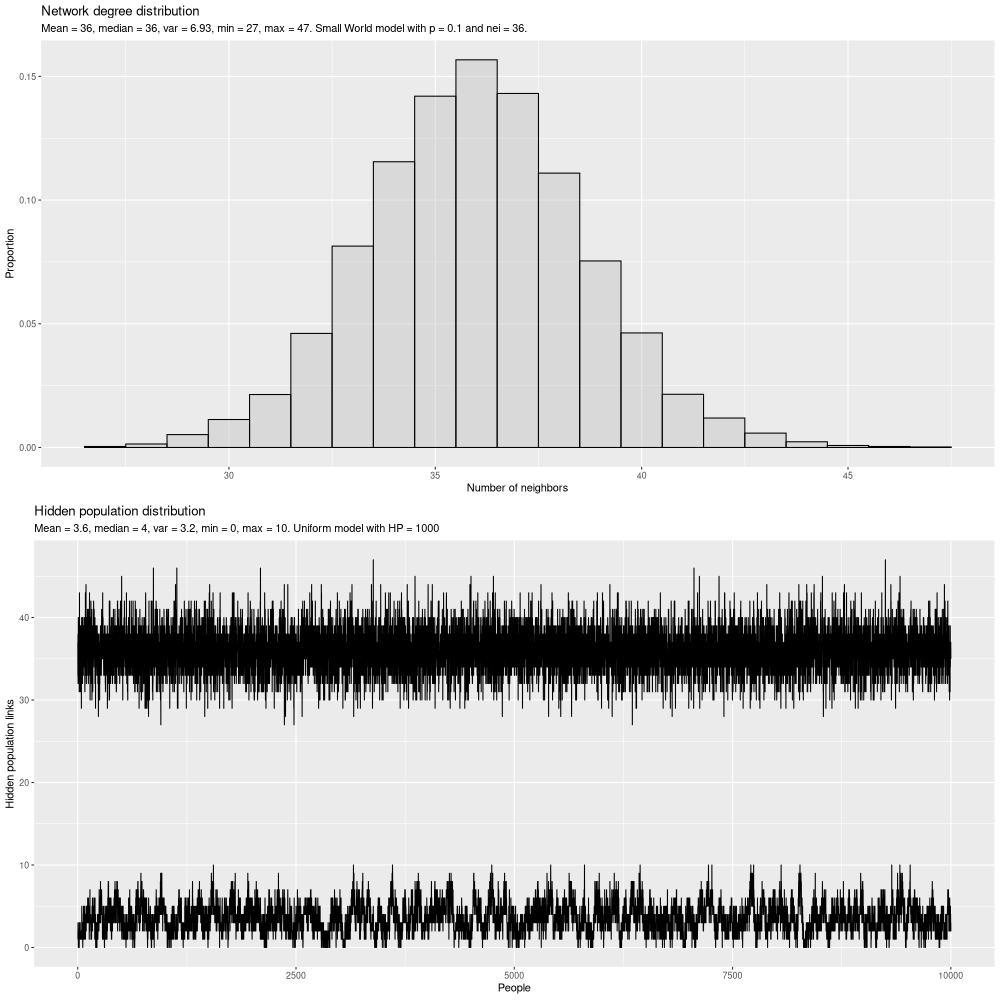 Network degree distribution
Mean = 36, median = 36, var = 6.93, min = 27, max = 47. Small World model with p = 0.1 and nei = 36.
0.15
0.10
0.05
0.00
Proportion
30 35 40 45
Number of neighbors
Hidden population distribution
Mean = 3.6, median = 4, var = 3.2, min = 0, max = 10. Uniform model with HP = 1000
40
30
20
10
0
Hidden population links
0 2500 5000 7500 10000
People